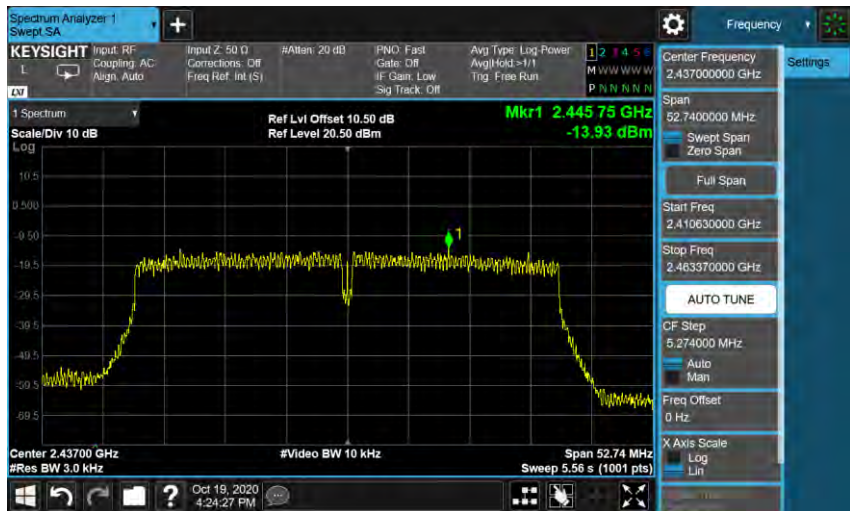 Spectrum Analyzer 1
Swept SA
+
Frequency
KEYSIGHT
L
LXI
Input: RF
Coupling: AC
Align: Auto
Input Z: 50 Ω
Corrections: Off
Freq Ref: Int (S)
#Atten: 20 dB
PNO: Fast
Gate: Off
IF Gain: Low
Sig Track: Off
Avg Type: Log-Power
Avg|Hold:>1/1
Trig: Free Run
1 2 3 4 5 6
M W W W W W
P N N N N N
1 Spectrum
Scale/Div 10 dB
Log
Ref Lvl Offset 10.50 dB
Ref Level 20.50 dBm
Mkr1 2.445 75 GHz
-13.93 dBm
10.5
0.500
-9.50
-19.5
-29.5
-39.5
-49.5
-59.5
-69.5
1
Center 2.43700 GHz
#Res BW 3.0 kHz
#Video BW 10 kHz
Span 52.74 MHz
Sweep 5.56 s (1001 pts)
?
Oct 19, 2020
4:24:27 PM
Center Frequency
2.437000000 GHz
Span
52.7400000 MHz
Swept Span
Zero Span
Full Span
Start Freq
2.410630000 GHz
Stop Freq
2.463370000 GHz
AUTO TUNE
CF Step
5.274000 MHz
Auto
Man
Freq Offset
0 Hz
X Axis Scale
Log
Lin
Settings